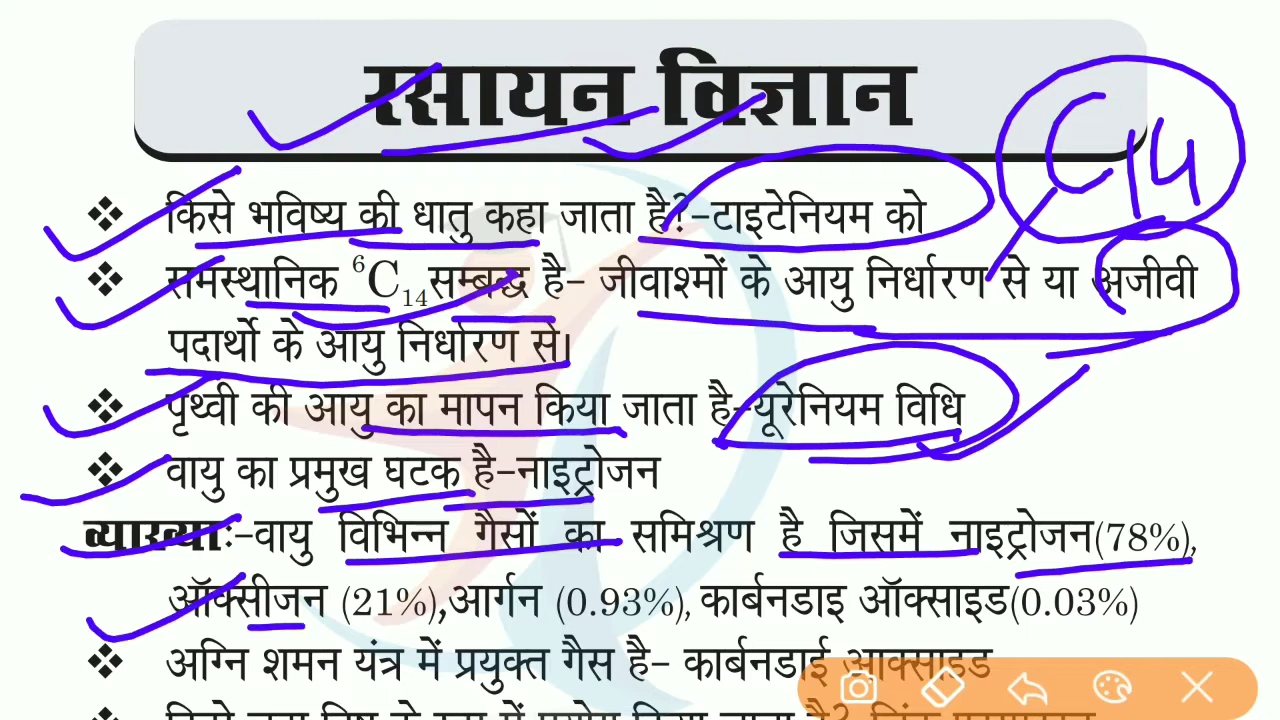 रसायन विज्ञान
C14
❖ किसे भविष्य की धातु कहा जाता है?-टाइटेनियम को
❖ समस्थानिक ⁶C₁₄सम्बद्ध है- जीवाश्मों के आयु निर्धारण से या अजीवी
पदार्थो के आयु निर्धारण से।
❖ पृथ्वी की आयु का मापन किया जाता है-यूरेनियम विधि
❖ वायु का प्रमुख घटक है-नाइट्रोजन
व्याख्याः-वायु विभिन्न गैसों का समिश्रण है जिसमें नाइट्रोजन(78%),
ऑक्सीजन (21%),आर्गन (0.93%), कार्बनडाइ ऑक्साइड(0.03%)
❖ अग्नि शमन यंत्र में प्रयुक्त गैस है- कार्बनडाई आक्साइड